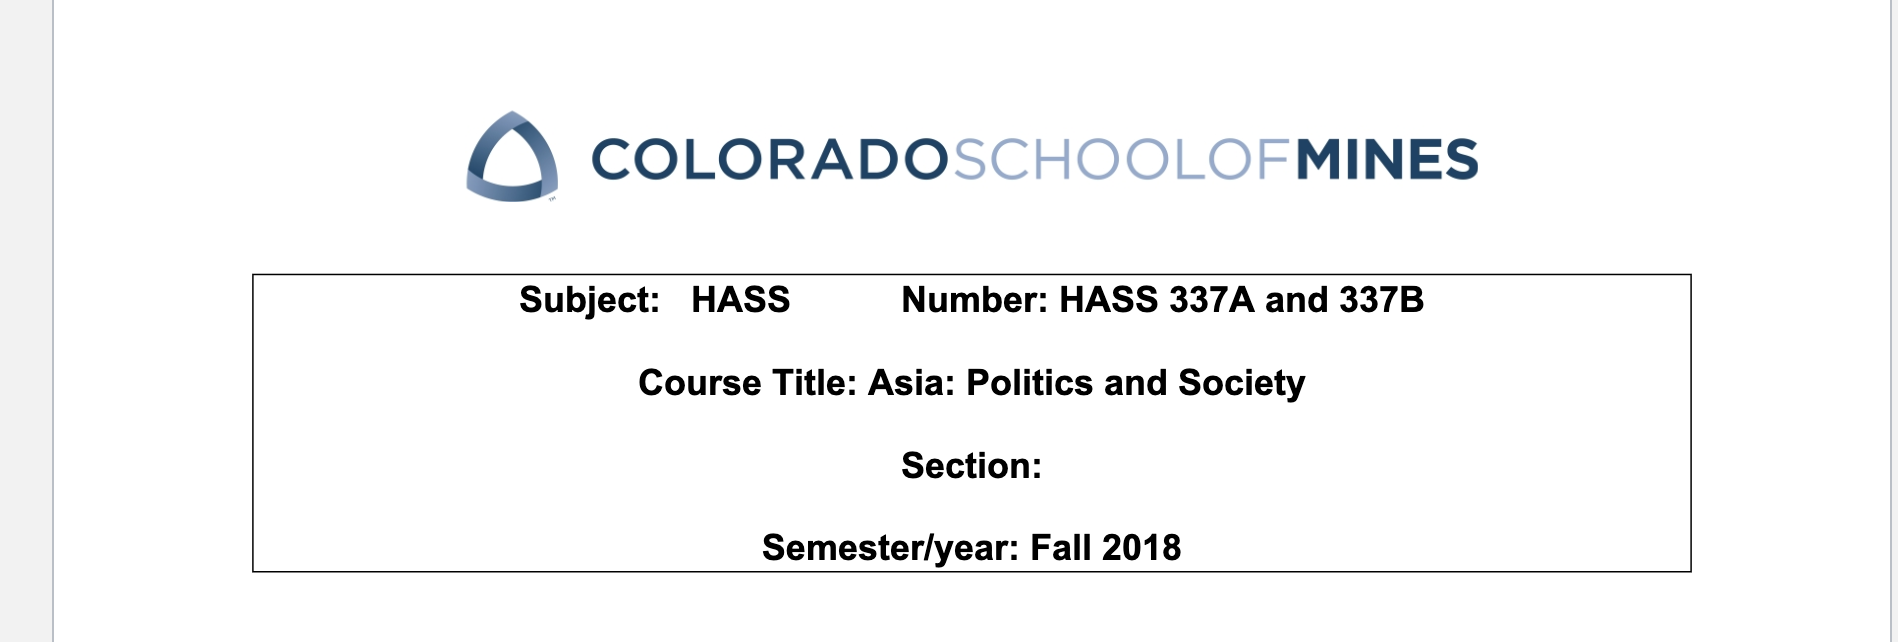 COLORADOSCHOOLOFMINES
TM
Subject: HASS Number: HASS 337A and 337B
Course Title: Asia: Politics and Society
Section:
Semester/year: Fall 2018